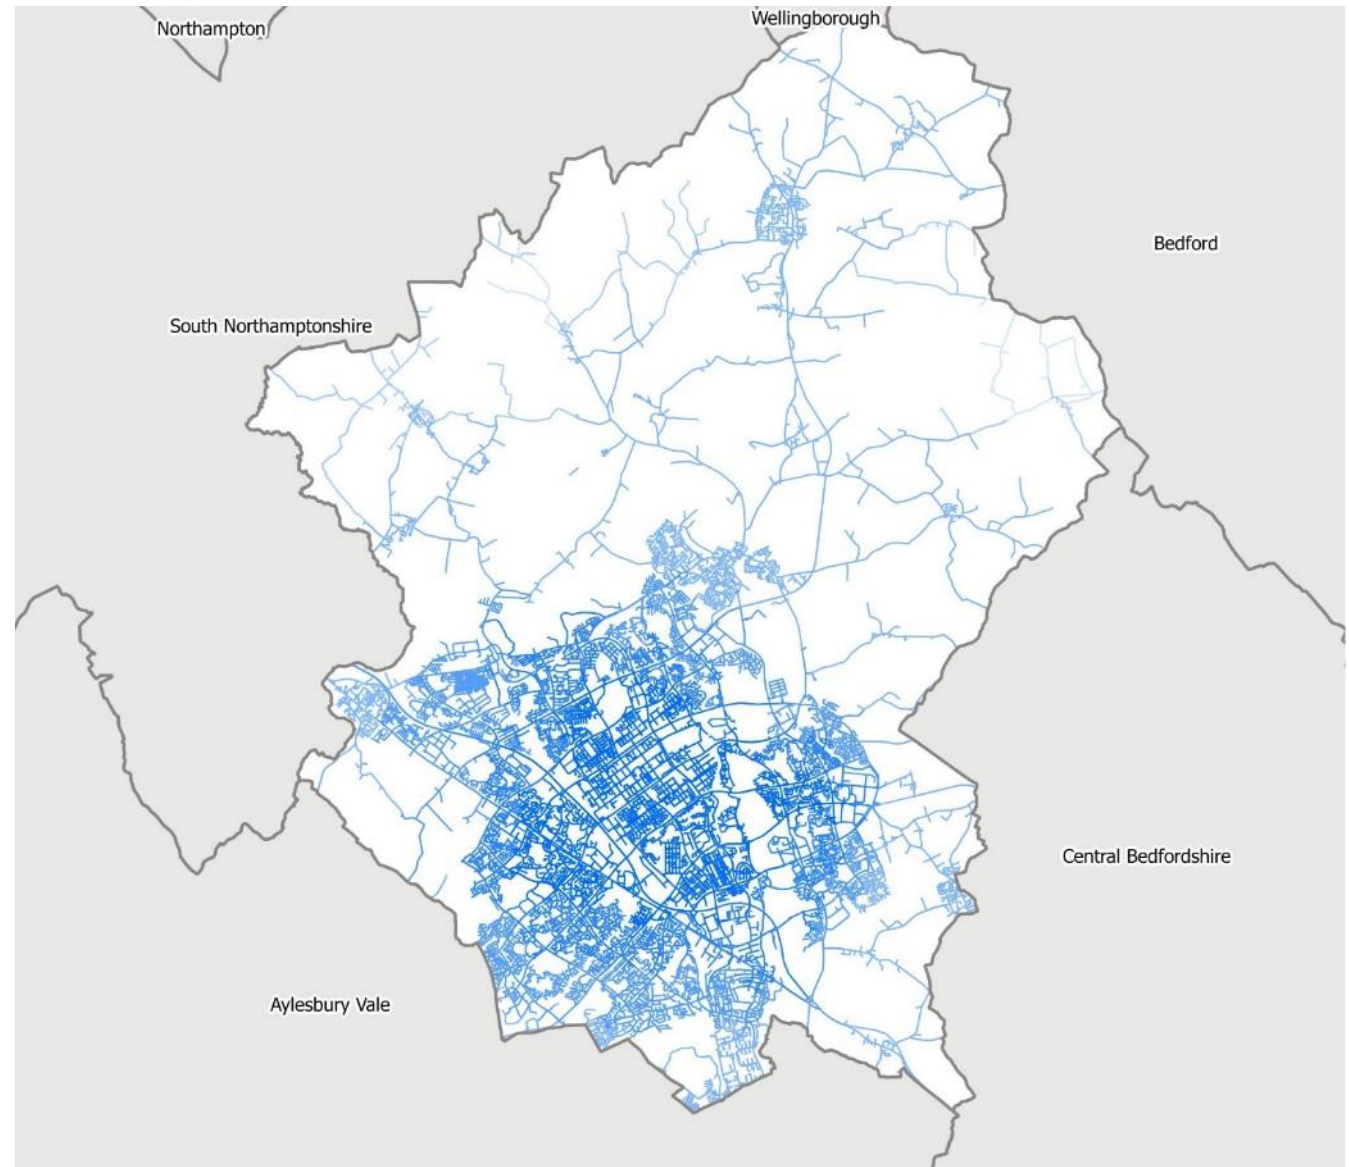 Wellingborough
Northampton
Bedford
South Northamptonshire
Central Bedfordshire
Aylesbury Vale